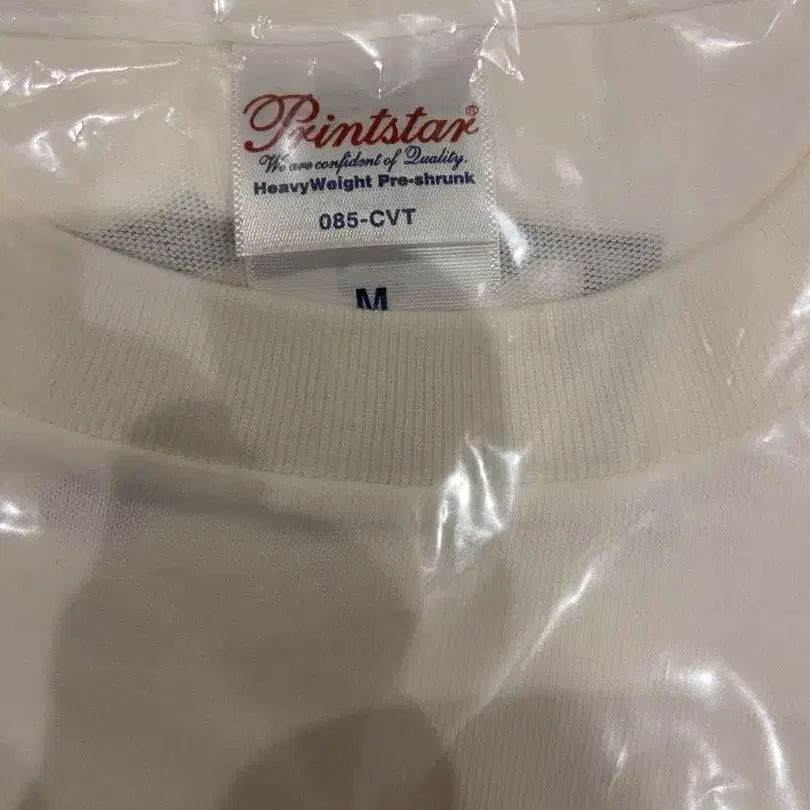 Printstar®
We are confident of Quality.
HeavyWeight Pre-shrunk
085-CVT
M